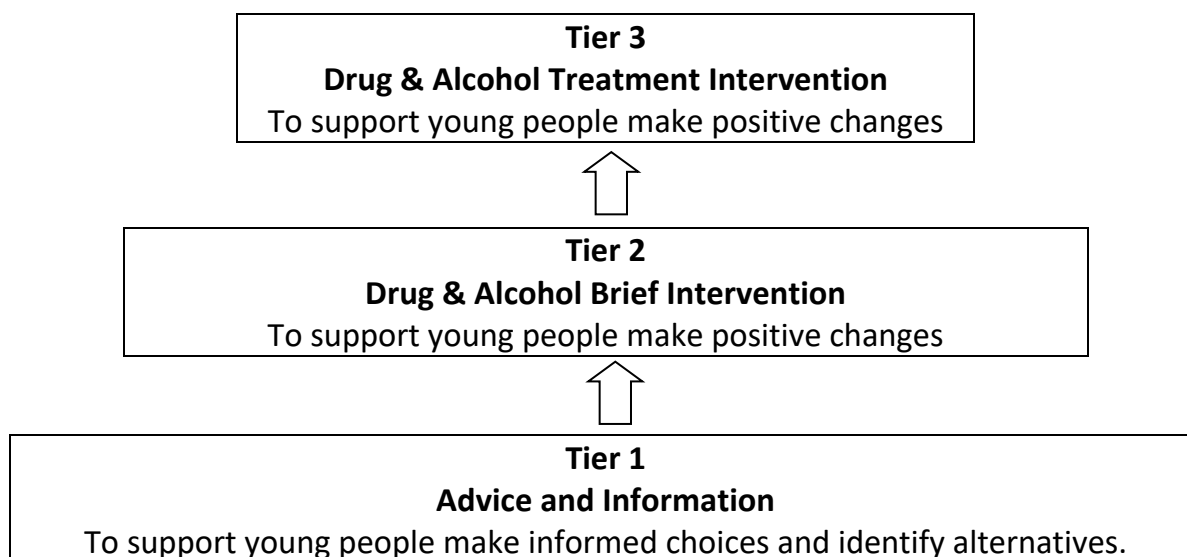 Tier 3
Drug & Alcohol Treatment Intervention
To support young people make positive changes
Tier 2
Drug & Alcohol Brief Intervention
To support young people make positive changes
Tier 1
Advice and Information
To support young people make informed choices and identify alternatives.